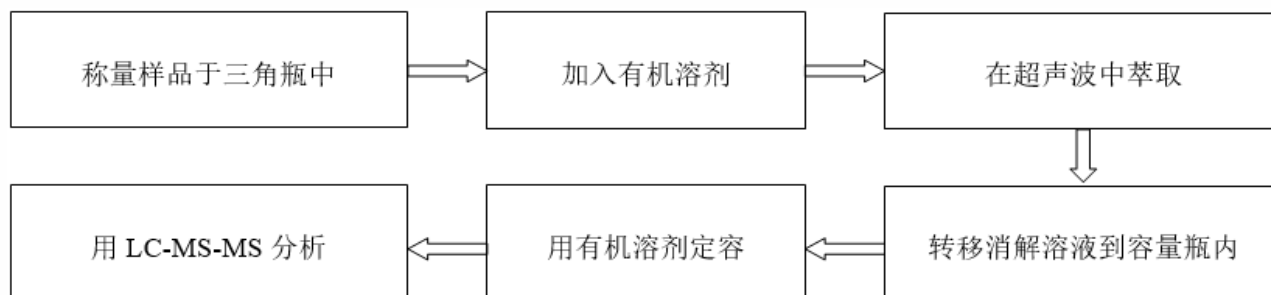 称量样品于三角瓶中
加入有机溶剂
在超声波中萃取
转移消解溶液到容量瓶内
用有机溶剂定容
用 LC-MS-MS 分析